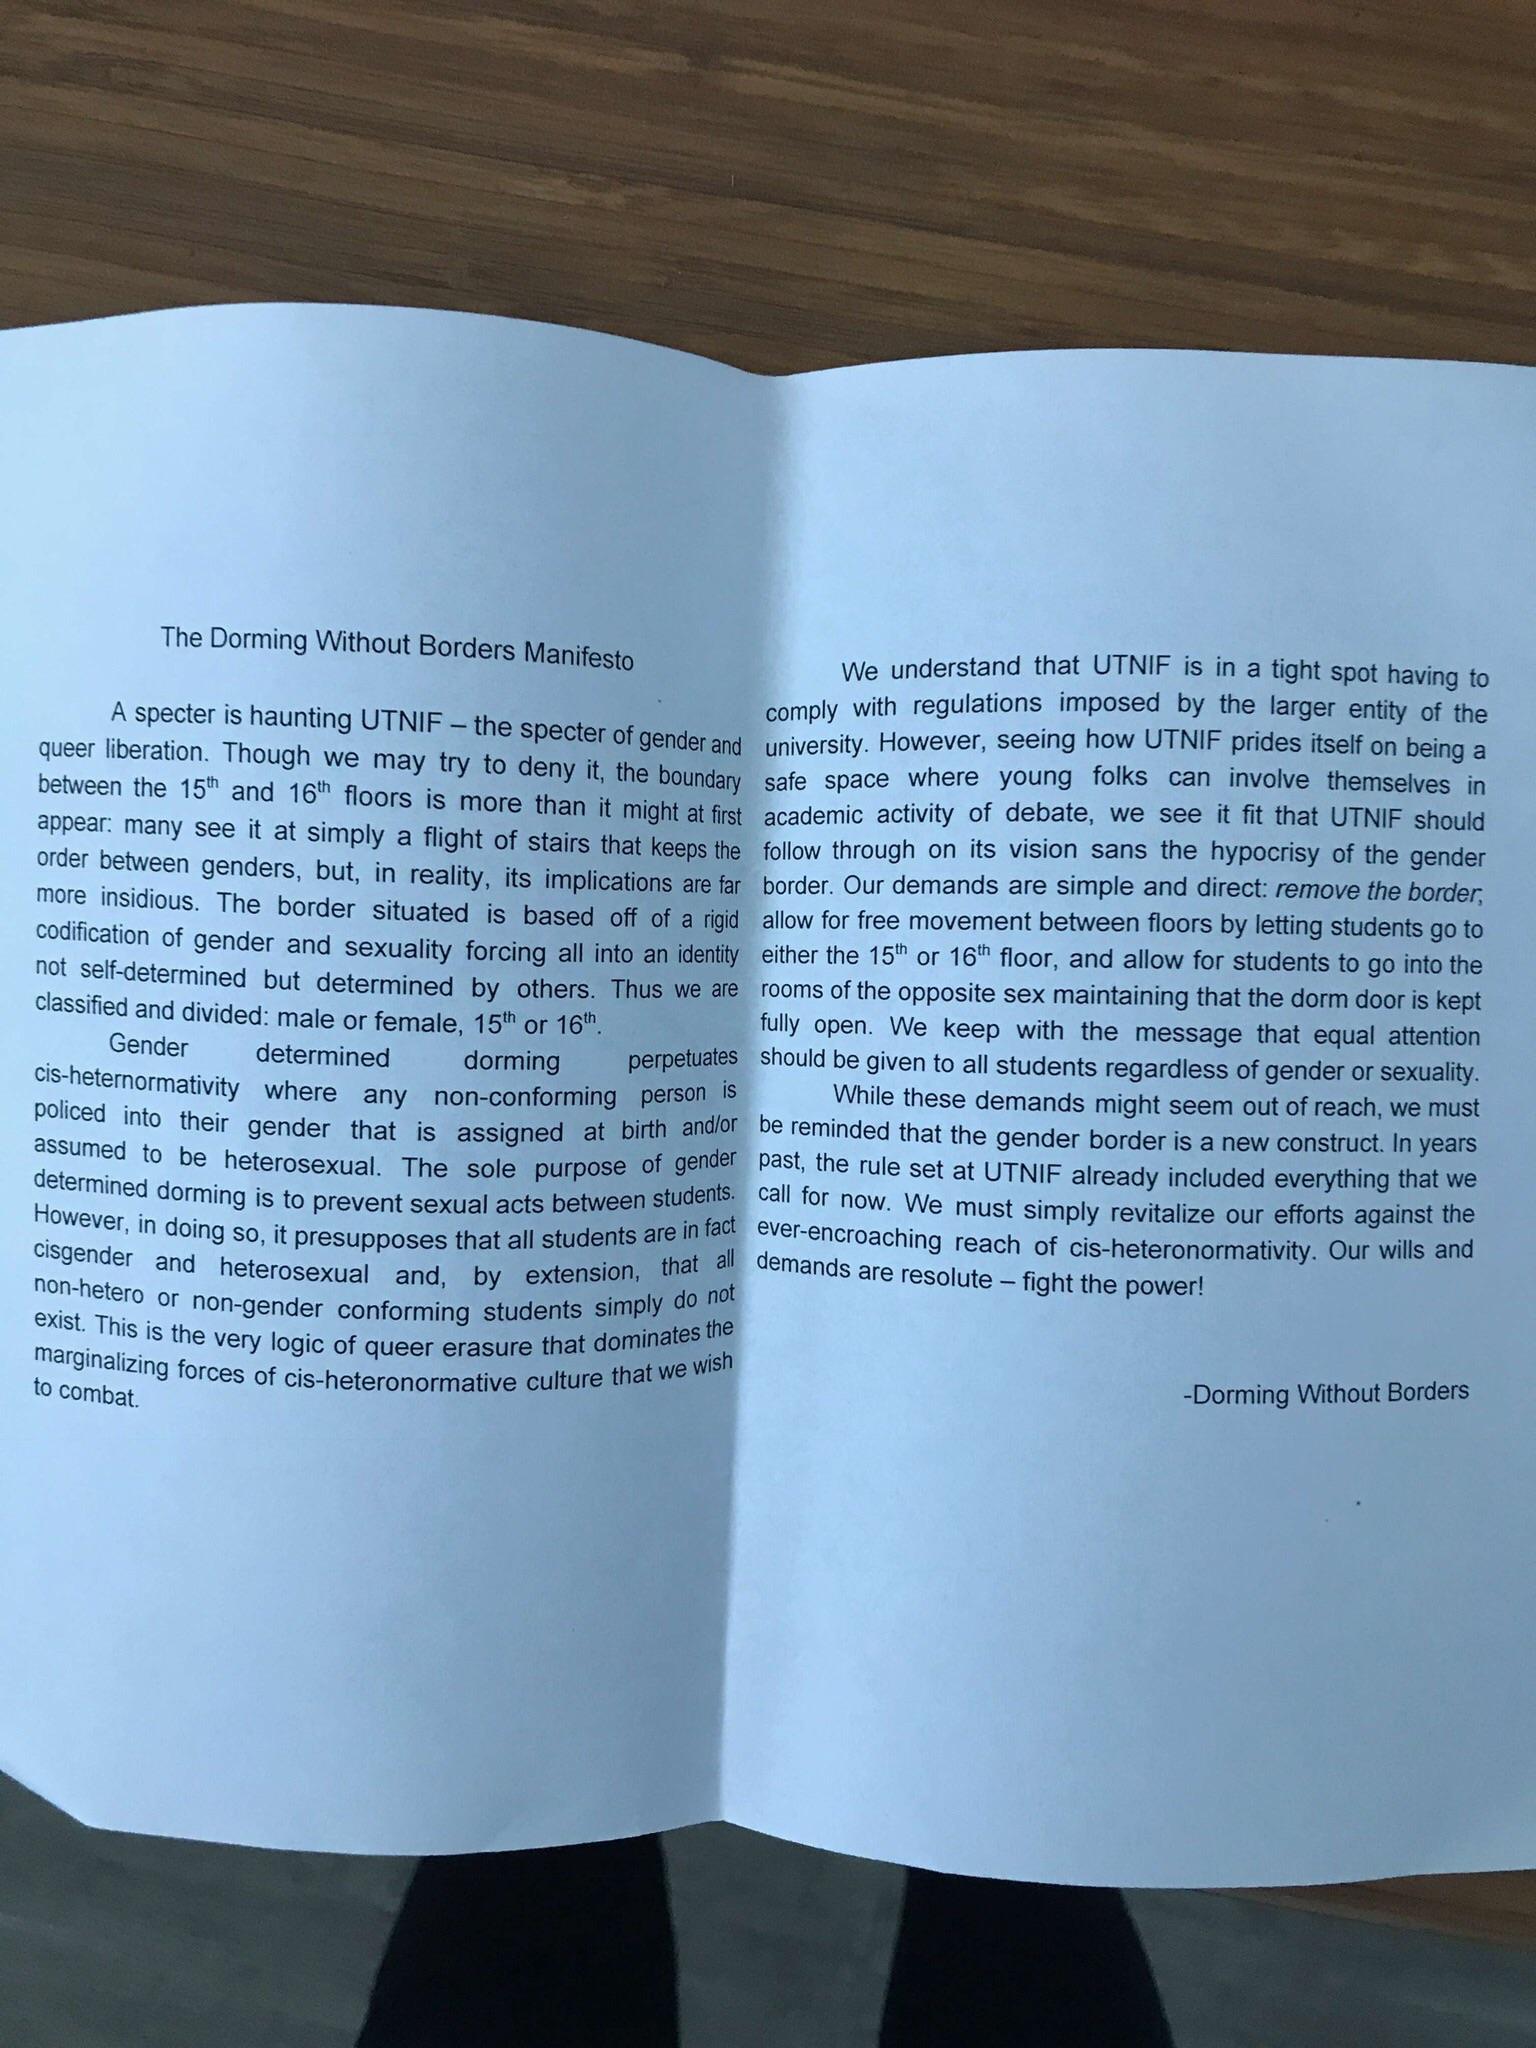 The Dorming Without Borders Manifesto
A specter is haunting UTNIF – the specter of gender and
queer liberation. Though we may try to deny it, the boundary
between the 15th and 16th floors is more than it might at first
appear: many see it at simply a flight of stairs that keeps the
order between genders, but, in reality, its implications are far
more insidious. The border situated is based off of a rigid
codification of gender and sexuality forcing all into an identity
not self-determined but determined by others. Thus we are
classified and divided: male or female, 15th or 16th.
Gender determined dorming perpetuates
cis-heternormativity where any non-conforming person is
policed into their gender that is assigned at birth and/or
assumed to be heterosexual. The sole purpose of gender
determined dorming is to prevent sexual acts between students.
However, in doing so, it presupposes that all students are in fact
cisgender and heterosexual and, by extension, that all
non-hetero or non-gender conforming students simply do not
exist. This is the very logic of queer erasure that dominates the
marginalizing forces of cis-heteronormative culture that we wish
to combat.
We understand that UTNIF is in a tight spot having to
comply with regulations imposed by the larger entity of the
university. However, seeing how UTNIF prides itself on being a
safe space where young folks can involve themselves in
academic activity of debate, we see it fit that UTNIF should
follow through on its vision sans the hypocrisy of the gender
border. Our demands are simple and direct: remove the border;
allow for free movement between floors by letting students go to
either the 15th or 16th floor, and allow for students to go into the
rooms of the opposite sex maintaining that the dorm door is kept
fully open. We keep with the message that equal attention
should be given to all students regardless of gender or sexuality.
While these demands might seem out of reach, we must
be reminded that the gender border is a new construct. In years
past, the rule set at UTNIF already included everything that we
call for now. We must simply revitalize our efforts against the
ever-encroaching reach of cis-heteronormativity. Our wills and
demands are resolute – fight the power!
-Dorming Without Borders